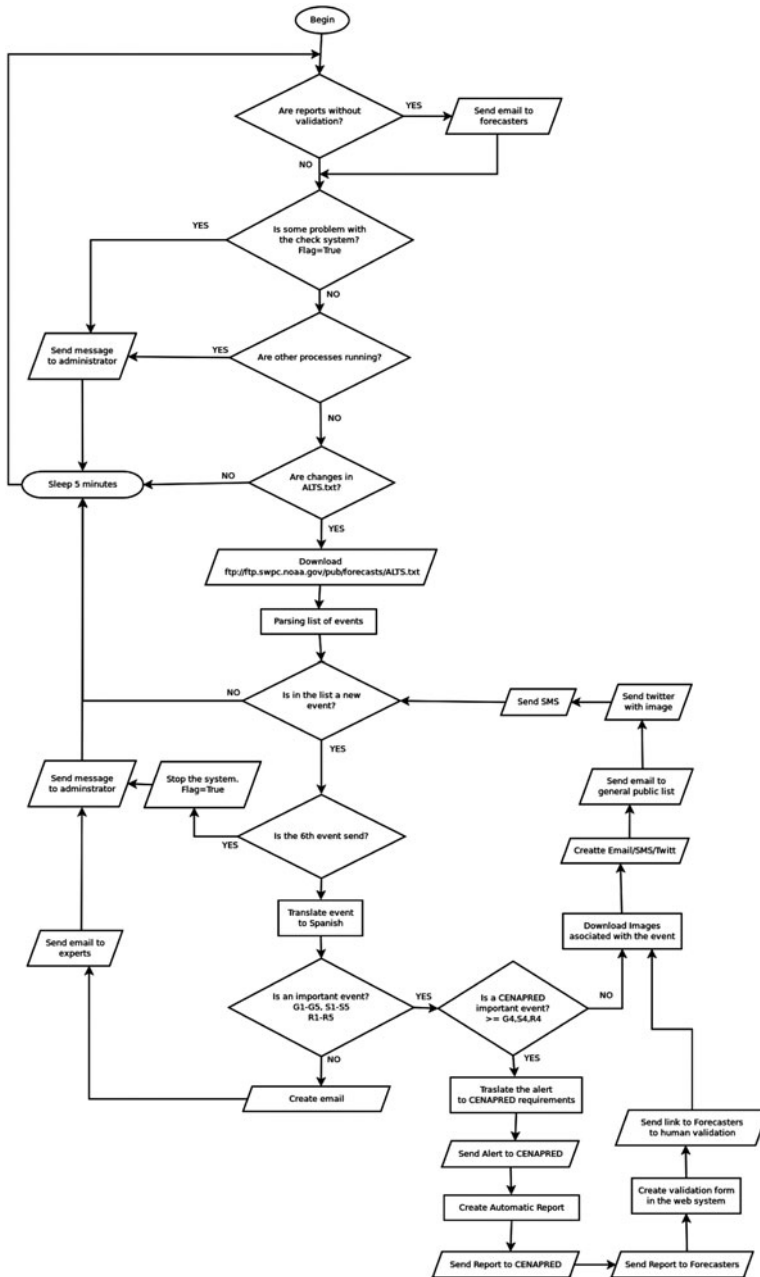 Begin
Are reports without
validation?
YES
Send email to
forecasters
NO
Is some problem with
the check system?
Flag=True
YES
NO
Send message
to administrator
YES
Are other processes running?
NO
Sleep 5 minutes
NO
Are changes in
ALTS.txt?
YES
Download
ftp://ftp.swpc.noaa.gov/pub/forecasts/ALTS.txt
Parsing list of events
NO
Is in the list a new
event?
Send SMS
Send twitter
with image
YES
Send message
to adminstrator
Stop the system.
Flag=True
Send email to
general public list
YES
Is the 6th event send?
Creatte Email/SMS/Twitt
Translate event
to Spanish
Download Images
asociated with the event
Send email to
experts
Is an important event?
G1-G5, S1-S5
R1-R5
YES
Is a CENAPRED
important event?
>= G4,S4,R4
NO
NO
YES
Create email
Traslate the alert
to CENAPRED requirements
Send link to Forecasters
to human validation
Send Alert to CENAPRED
Create validation form
in the web system
Create Automatic Report
Send Report to CENAPRED
Send Report to Forecasters